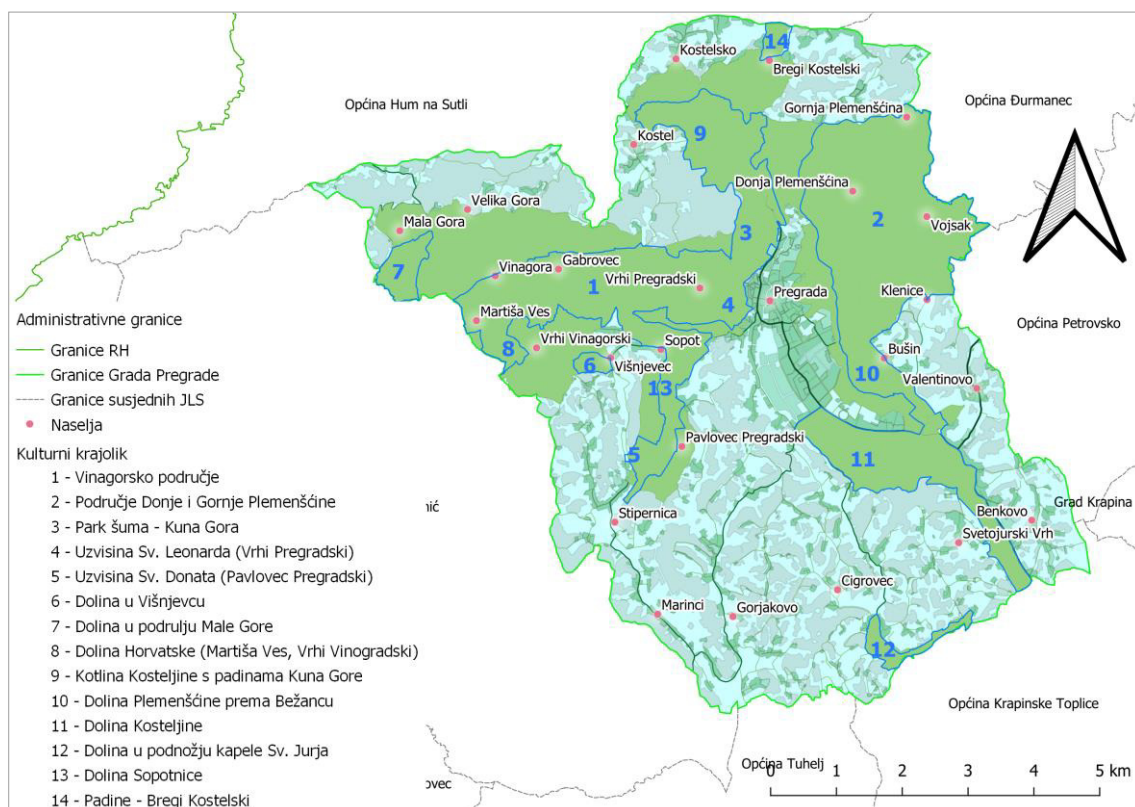 Kostelsko
14
Bregi Kostelski
Općina Hum na Sutli
Općina Đurmanec
Gornja Plemenšćina
9
Kostel
Donja Plemenšćina
Velika Gora
2
Vojsak
Mala Gora
3
7
Vinagora
Gabrovec
Vrhi Pregradski
1
4
Pregrada
Klenice
Administrativne granice
Martiša Ves
Općina Petrovsko
Granice RH
8
Vrhi Vinagorski
Sopot
Višnjevec
6
Bušin
Granice Grada Pregrade
13
10
Valentinovo
Granice susjednih JLS
Naselja
Pavlovec Pregradski
Kulturni krajolik
5
11
1 - Vinagorsko područje
2 - Područje Donje i Gornje Plemenšćine
nić
Grad Krapina
3 - Park šuma - Kuna Gora
Stipernica
Benkovo
Svetojurski Vrh
4 - Uzvisina Sv. Leonarda (Vrhi Pregradski)
5 - Uzvisina Sv. Donata (Pavlovec Pregradski)
Cigrovec
6 - Dolina u Višnjevcu
Marinci
Gorjakovo
7 - Dolina u podrulju Male Gore
8 - Dolina Horvatske (Martiša Ves, Vrhi Vinogradski)
12
9 - Kotlina Kosteljine s padinama Kuna Gore
10 - Dolina Plemenšćine prema Bežancu
Općina Krapinske Toplice
11 - Dolina Kosteljine
12 - Dolina u podnožju kapele Sv. Jurja
Općina Tuhelj
13 - Dolina Sopotnice
0 1 2 3 4 5 km
ovec
14 - Padine - Bregi Kostelski